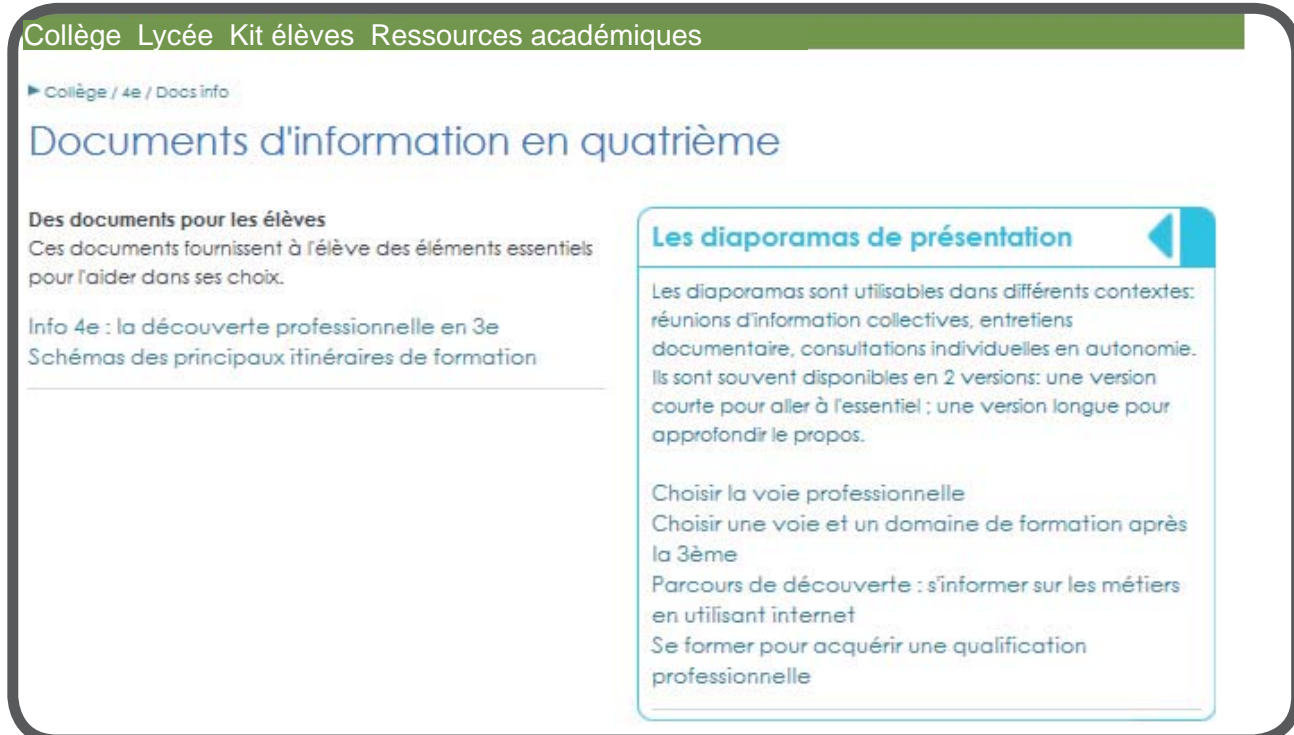 Collège Lycée Kit élèves Ressources académiques
Collège / 4e / Docs info
Documents d'information en quatrième
Des documents pour les élèves
Ces documents fournissent à l'élève des éléments essentiels
pour l'aider dans ses choix.
Info 4e : la découverte professionnelle en 3e
Schémas des principaux itinéraires de formation
Les diaporamas de présentation
Les diaporamas sont utilisables dans différents contextes:
réunions d'information collectives, entretiens
documentaire, consultations individuelles en autonomie.
Ils sont souvent disponibles en 2 versions: une version
courte pour aller à l'essentiel ; une version longue pour
approfondir le propos.
Choisir la voie professionnelle
Choisir une voie et un domaine de formation après
la 3ème
Parcours de découverte : s'informer sur les métiers
en utilisant internet
Se former pour acquérir une qualification
professionnelle